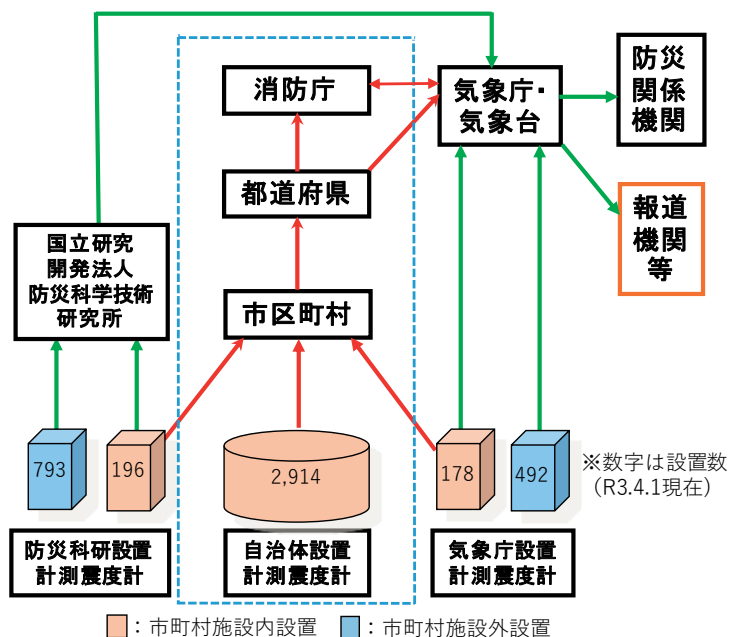 消防庁
気象庁・
気象台
防災
関係
機関
都道府県
報道
機関
等
国立研究
開発法人
防災科学技術
研究所
市区町村
793
196
2,914
178
492
※数字は設置数
（R3.4.1現在）
防災科研設置
計測震度計
自治体設置
計測震度計
気象庁設置
計測震度計
：市町村施設内設置
：市町村施設外設置